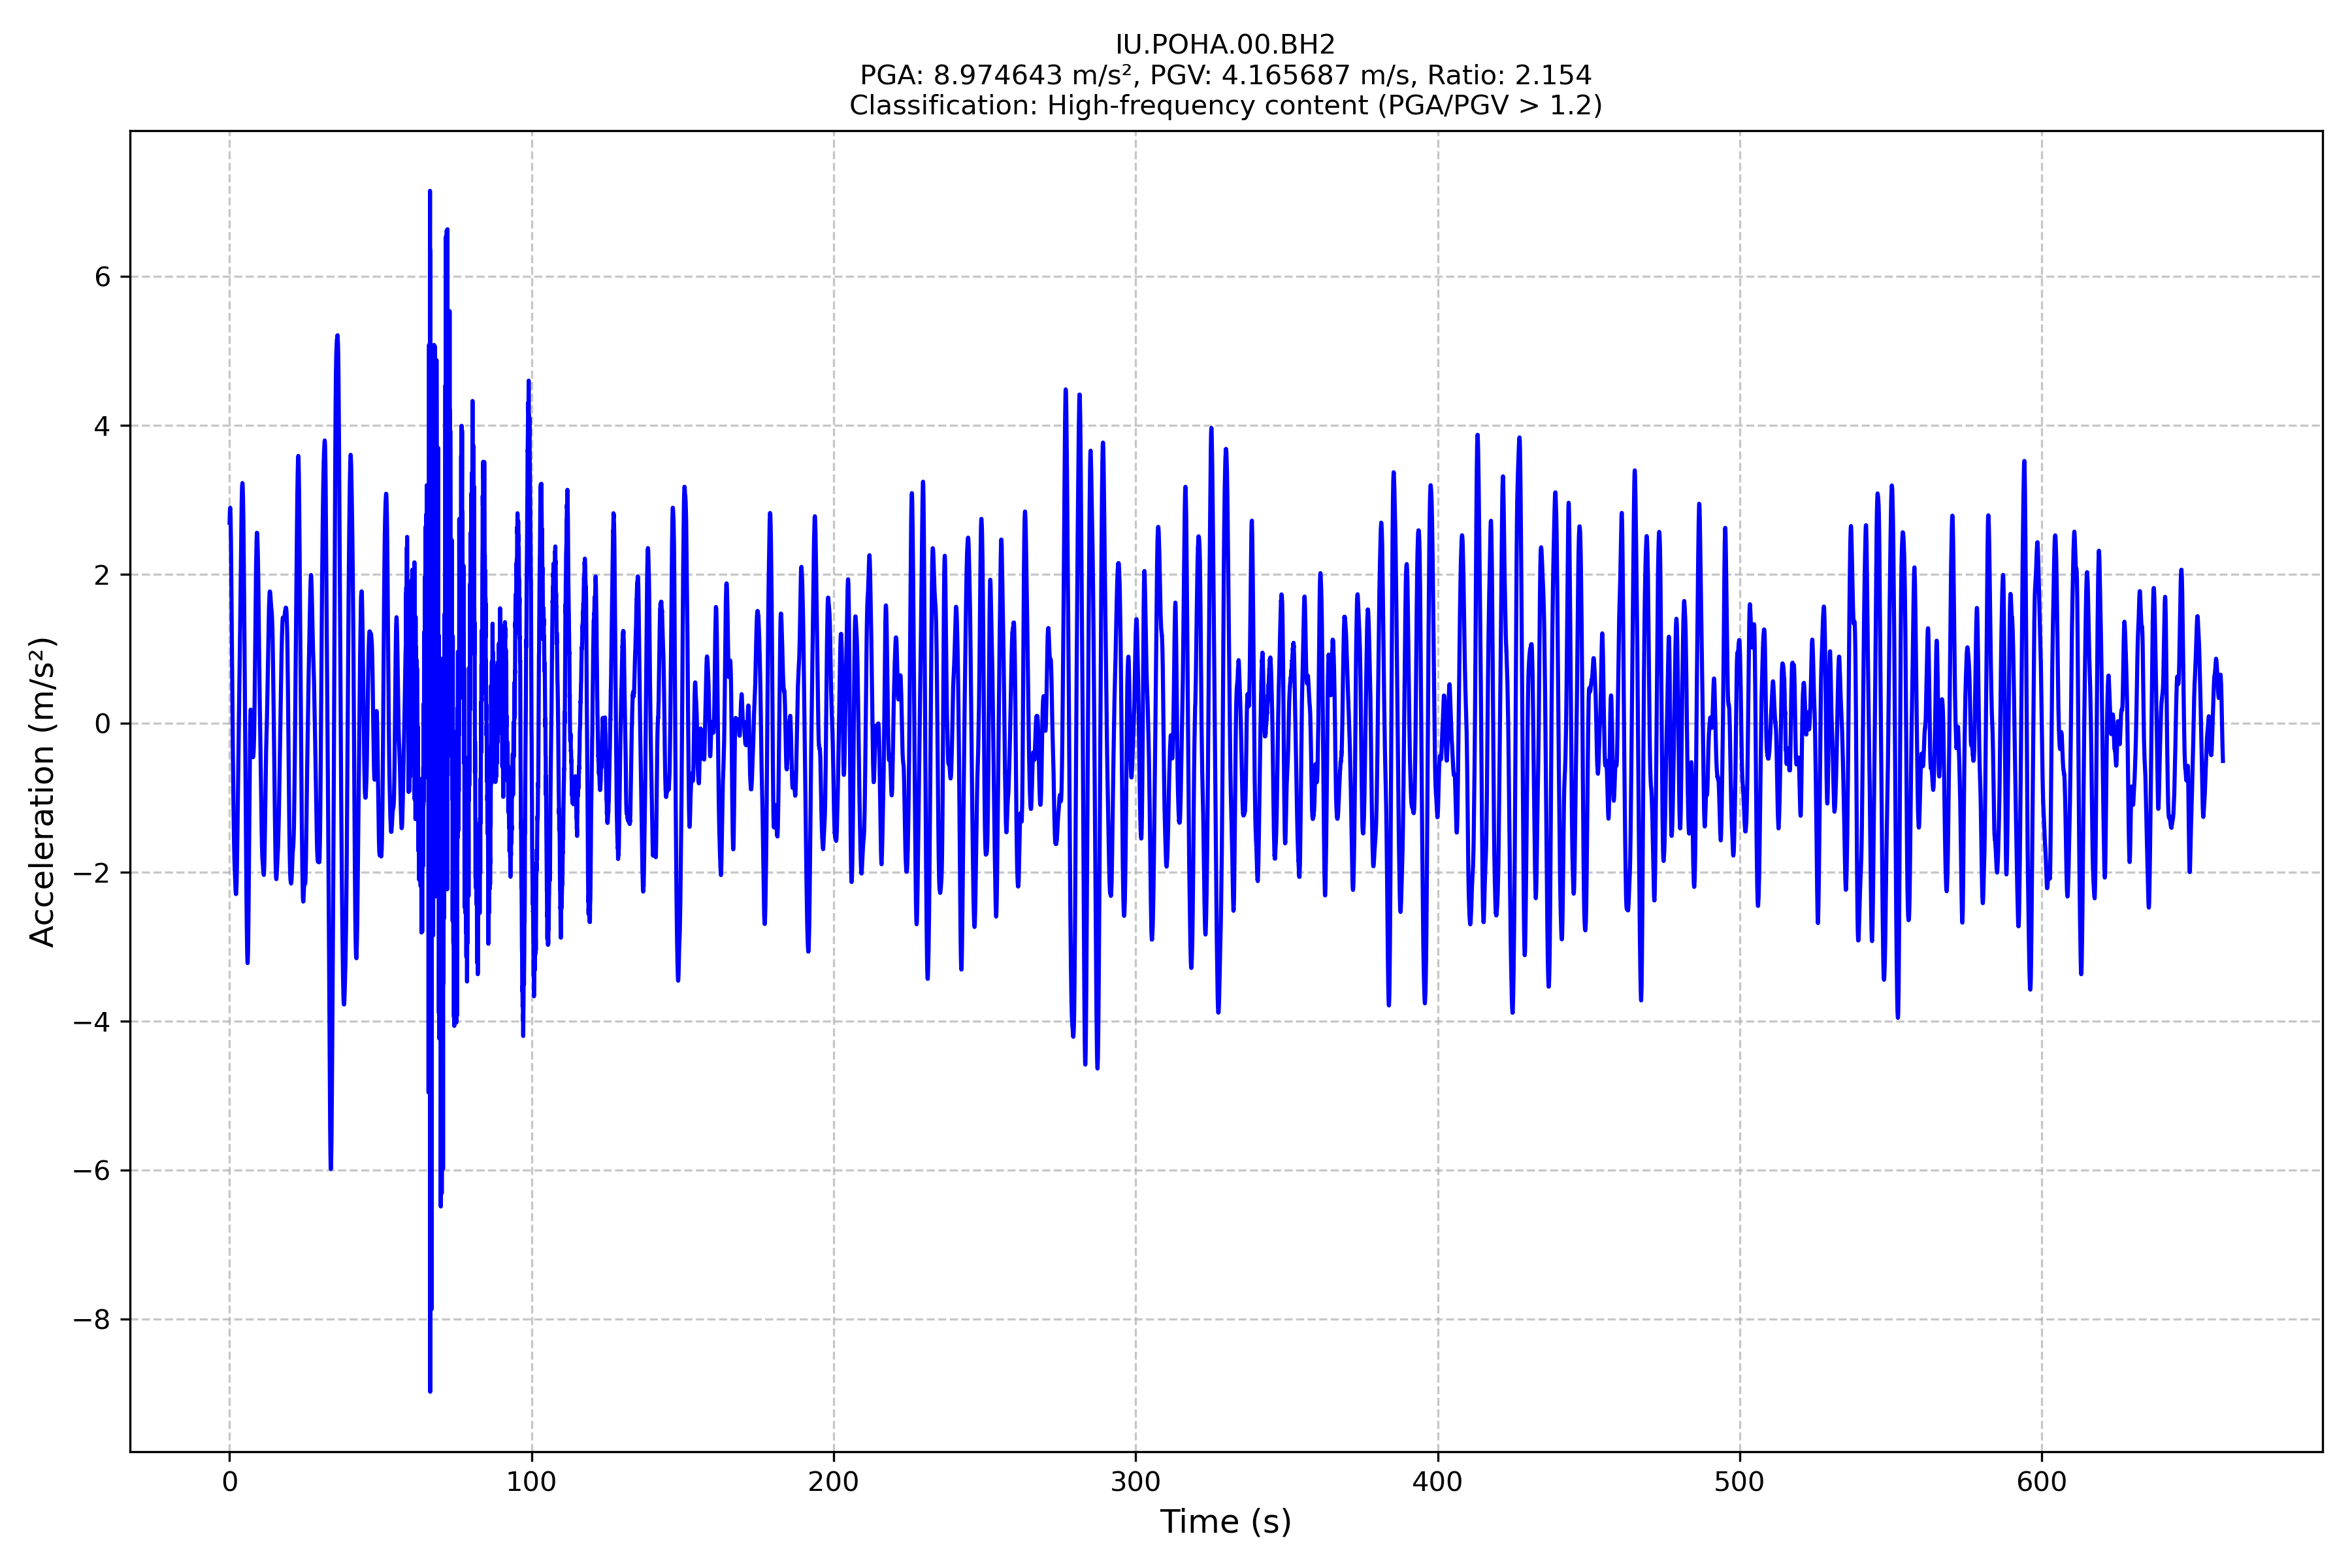 IU.POHA.00.BH2
PGA: 8.974643 m/s², PGV: 4.165687 m/s, Ratio: 2.154
Classification: High-frequency content (PGA/PGV > 1.2)
6
4
2
0
−2
−4
−6
−8
Acceleration (m/s²)
0 100 200 300 400 500 600
Time (s)